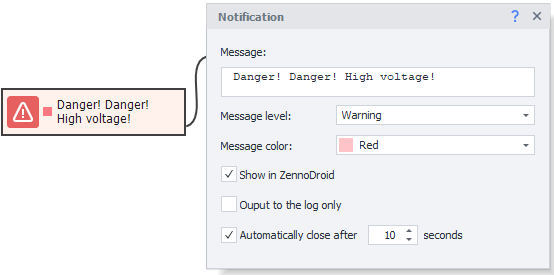 Notification
?
Message:
Danger! Danger! High voltage!
Danger! Danger!
High voltage!
Message level: Warning
Message color: Red
Show in ZennoDroid
Ouput to the log only
Automatically close after 10 seconds